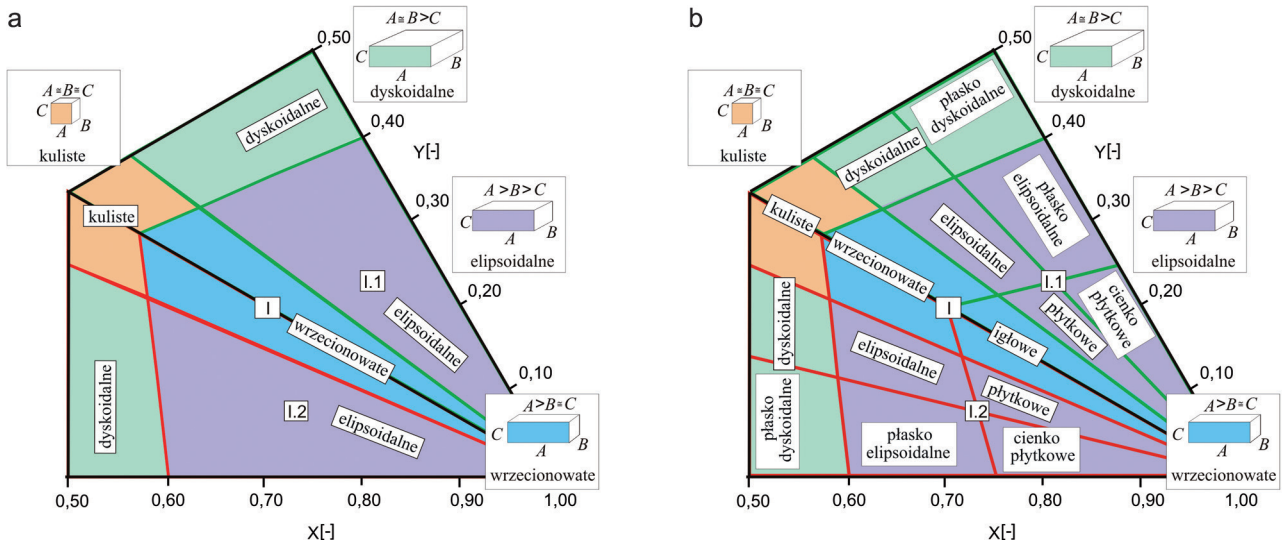 a
A≅B>C
C
A
B
dyskoidalne
0,50
A≅B≅C
C
A
B
kuliste
dyskoidalne
0,40
Y[-]
A >B > C
C
A
B
elipsoidalne
0,30
kuliste
I.1
0,20
I
wrzecionowate
elipsoidalne
0,10
dyskoidalne
I.2
elipsoidalne
A>B≅C
C
A
B
wrzecionowate
0,50
0,60
0,70
0,80
0,90
1,00
X[-]
b
A≅B>C
C
A
B
dyskoidalne
0,50
A≅B≅C
C
A
B
kuliste
płasko
dyskoidalne
dyskoidalne
0,40
Y[-]
A>B>C
C
A
B
elipsoidalne
płasko
elipsoidalne
0,30
kuliste
wrzecionowate
elipsoidalne
I.1
0,20
cienko
płytkowe
płytkowe
I
igłowe
0,10
dyskoidalne
elipsoidalne
płytkowe
I.2
płasko
dyskoidalne
płasko
elipsoidalne
cienko
płytkowe
A>B≅C
C
A
B
wrzecionowate
0,50
0,60
0,70
0,80
0,90
1,00
X[-]